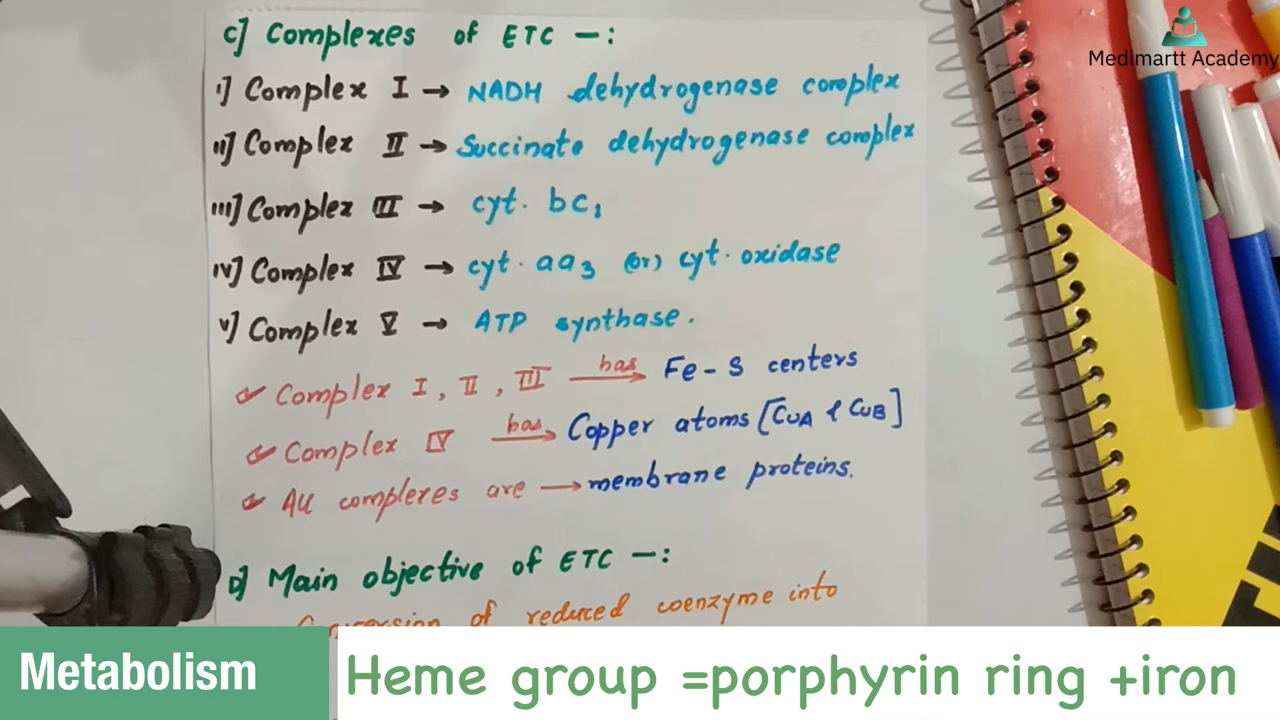 Medimartt Academy
C] Complexes of ETC -:
i] Complex I → NADH dehydrogenase complex
ii] Complex II → Succinate dehydrogenase complex
iii] Complex III → cyt. bc₁
iv] Complex IV → cyt. aa₃ (or) cyt. oxidase
v] Complex V → ATP synthase.
Complex I, II, III has → Fe-S centers
Complex IV has → Copper atoms [CuA & CuB]
All complexes are → membrane proteins.
D] Main objective of ETC -:
of reduced coenzyme into
Metabolism
Heme group =porphyrin ring +iron